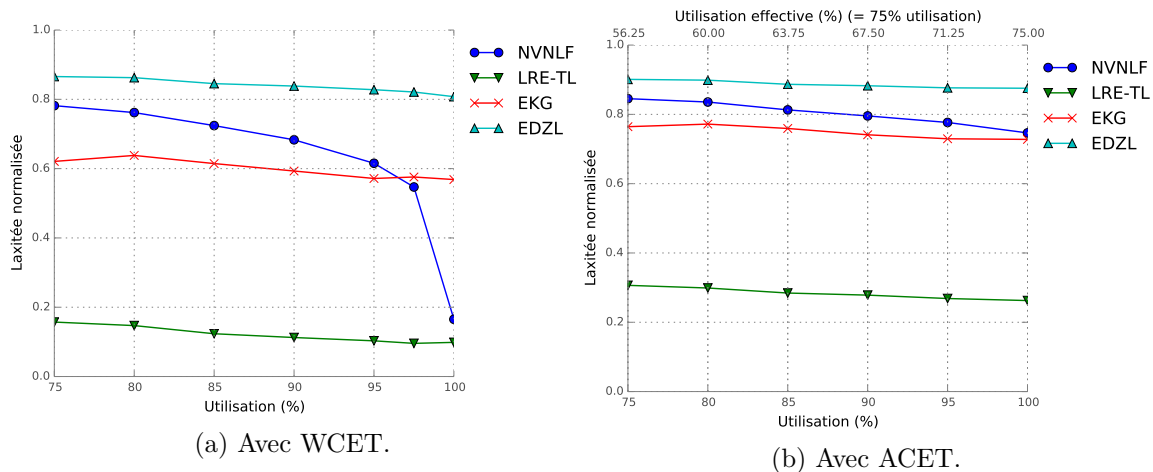 1.0
0.8
0.6
0.4
0.2
0.0
Laxitée normalisée
75 80 85 90 95 100
Utilisation (%)
NVNLF
LRE-TL
EKG
EDZL
(a) Avec WCET.
Utilisation effective (%) (= 75% utilisation)
56.25 60.00 63.75 67.50 71.25 75.00
1.0
0.8
0.6
0.4
0.2
0.0
Laxitée normalisée
75 80 85 90 95 100
Utilisation (%)
NVNLF
LRE-TL
EKG
EDZL
(b) Avec ACET.